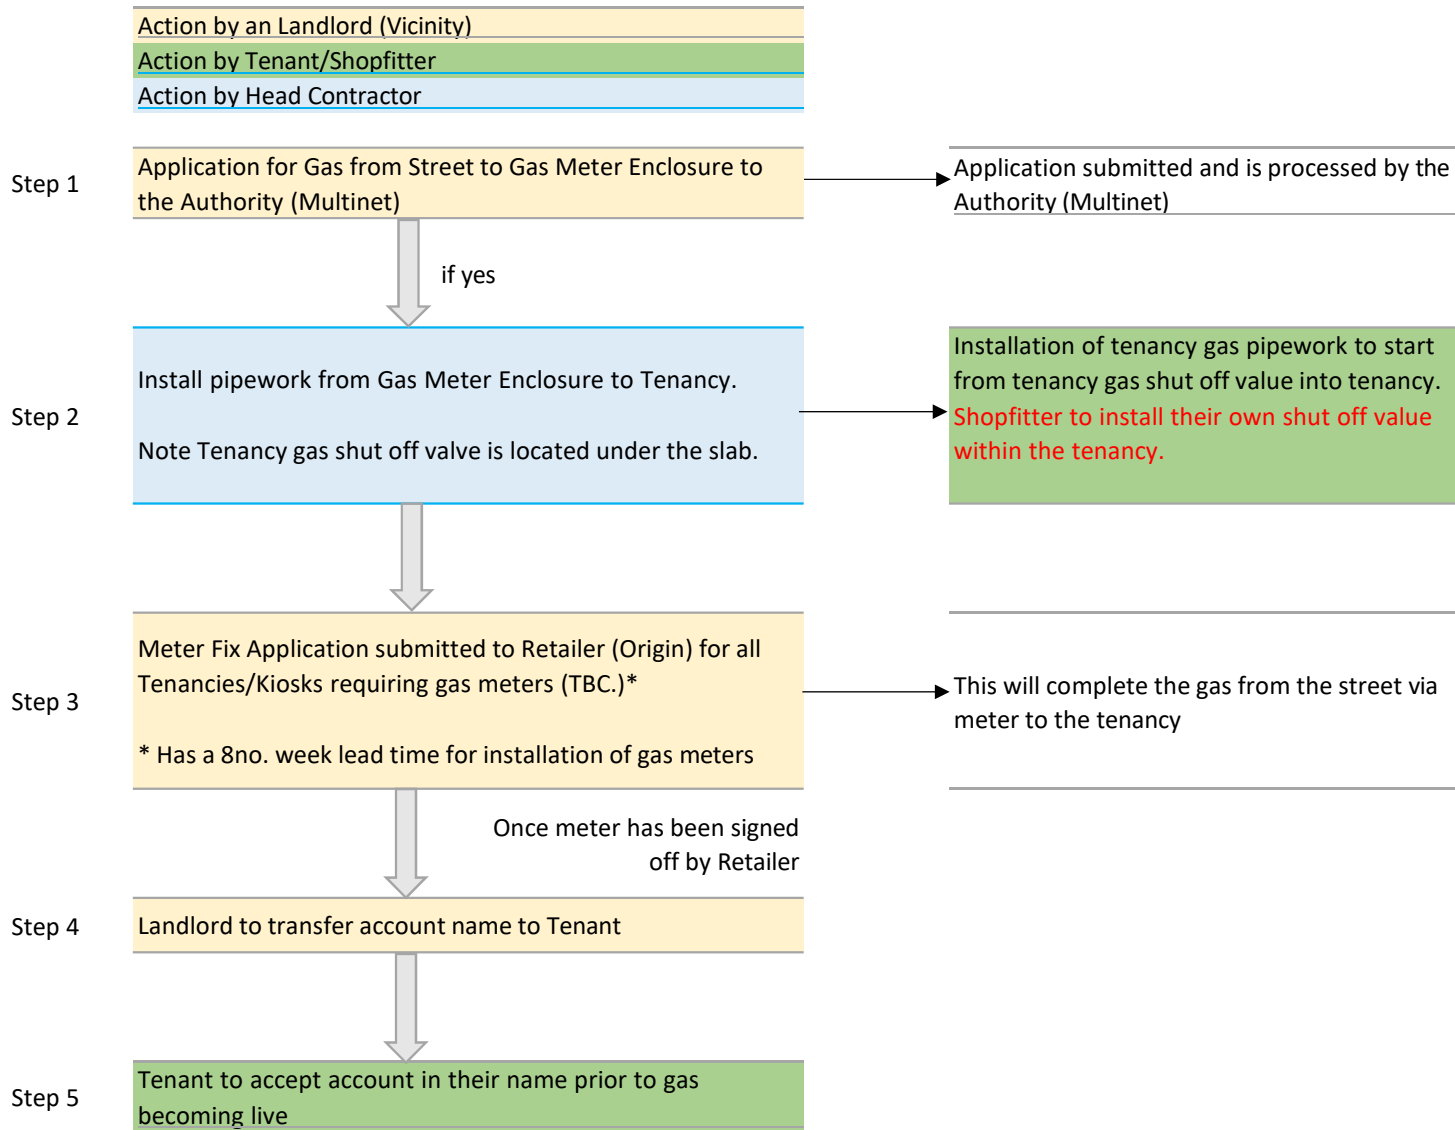 Action by an Landlord (Vicinity)
Action by Tenant/Shopfitter
Action by Head Contractor
Step 1
Application for Gas from Street to Gas Meter Enclosure to
the Authority (Multinet)
Application submitted and is processed by the
Authority (Multinet)
if yes
Step 2
Install pipework from Gas Meter Enclosure to Tenancy.
Note Tenancy gas shut off valve is located under the slab.
Installation of tenancy gas pipework to start
from tenancy gas shut off value into tenancy.
Shopfitter to install their own shut off value
within the tenancy.
Step 3
Meter Fix Application submitted to Retailer (Origin) for all
Tenancies/Kiosks requiring gas meters (TBC.)*
* Has a 8no. week lead time for installation of gas meters
This will complete the gas from the street via
meter to the tenancy
Once meter has been signed
off by Retailer
Step 4
Landlord to transfer account name to Tenant
Step 5
Tenant to accept account in their name prior to gas
becoming live